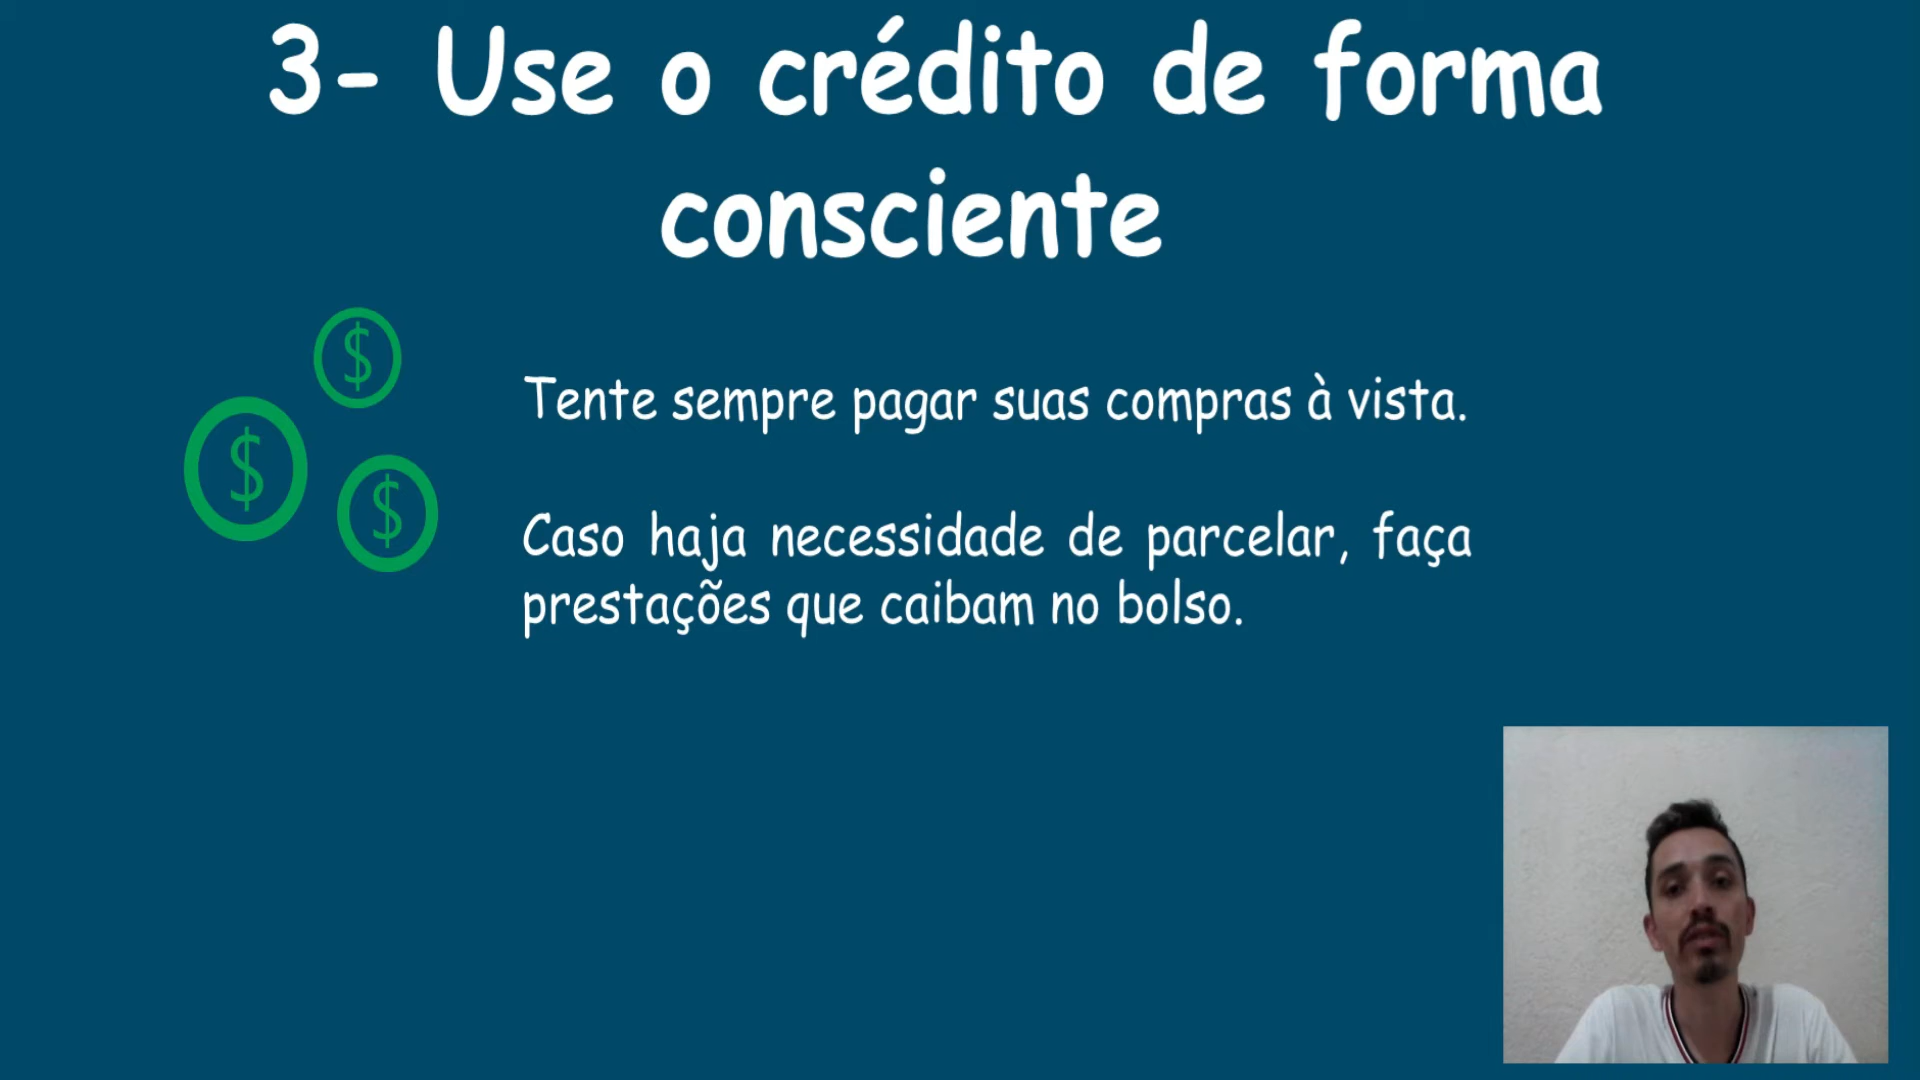 3- Use o crédito de forma
consciente
$
$
$
Tente sempre pagar suas compras à vista.
Caso haja necessidade de parcelar, faça
prestações que caibam no bolso.